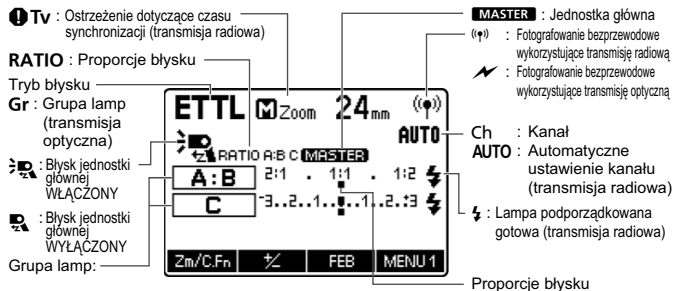 Tv : Ostrzeżenie dotyczące czasu
synchronizacji (transmisja radiowa)
RATIO : Proporcje błysku
Tryb błysku
Gr : Grupa lamp
(transmisja
optyczna)
: Błysk jednostki
głównej
WŁĄCZONY
: Błysk jednostki
głównej
WYŁĄCZONY
Grupa lamp:
ETTL M Zoom 24mm
AUTO
RATIO A:B C MASTER
A:B 2:1 . 1:1 . 1:2
C -3..2..1..0..1..2.+3
Zm/C.Fn +/- FEB MENU 1
MASTER : Jednostka główna
: Fotografowanie bezprzewodowe
wykorzystujące transmisję radiową
: Fotografowanie bezprzewodowe
wykorzystujące transmisję optyczną
Ch : Kanał
AUTO : Automatyczne
ustawienie kanału
(transmisja radiowa)
: Lampa podporządkowana
gotowa (transmisja radiowa)
Proporcje błysku